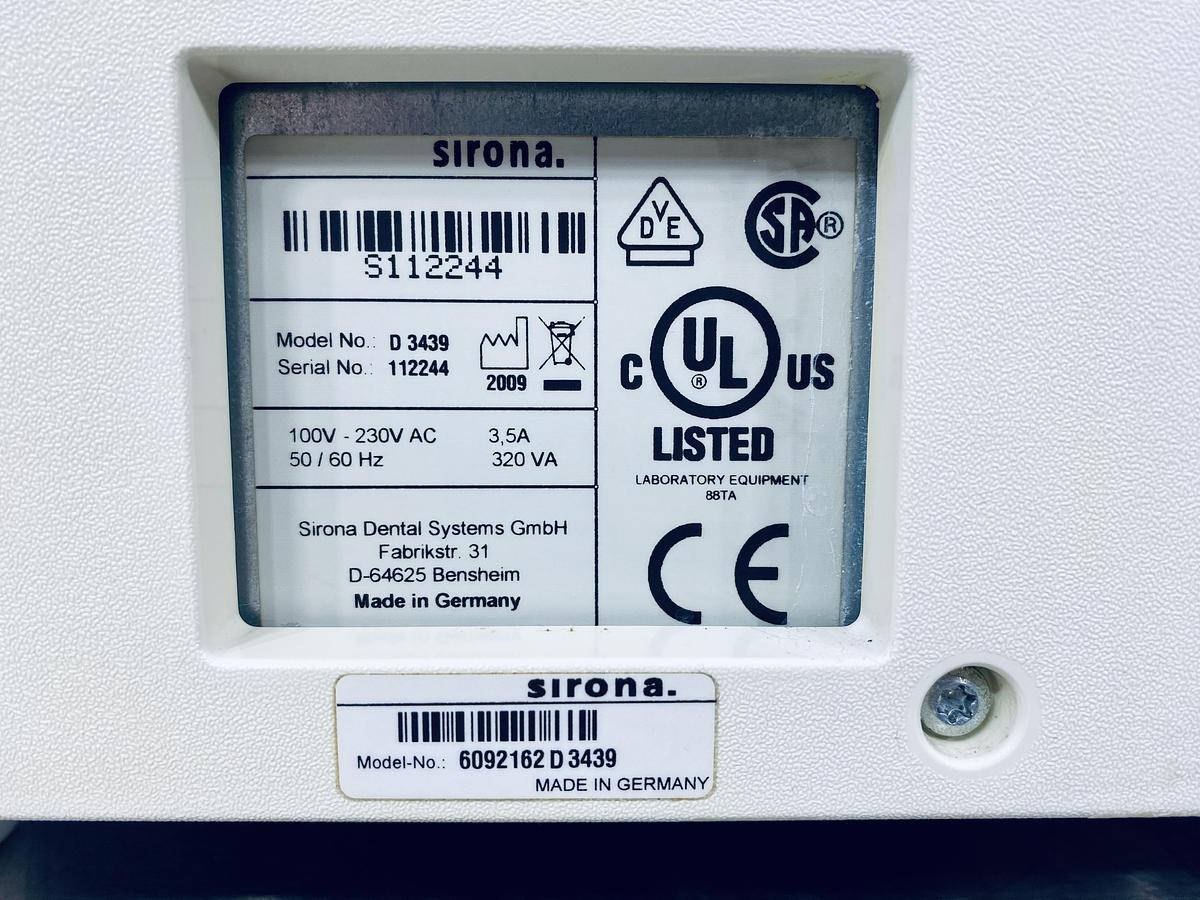 sirona.
S112244
Model No.: D 3439
Serial No.: 112244
2009
100V - 230V AC 3,5A
50 / 60 Hz 320 VA
Sirona Dental Systems GmbH
Fabrikstr. 31
D-64625 Bensheim
Made in Germany
DVE
SA®
C UL® US
LISTED
LABORATORY EQUIPMENT
88TA
CE
sirona.
Model-No.: 6092162 D 3439
MADE IN GERMANY